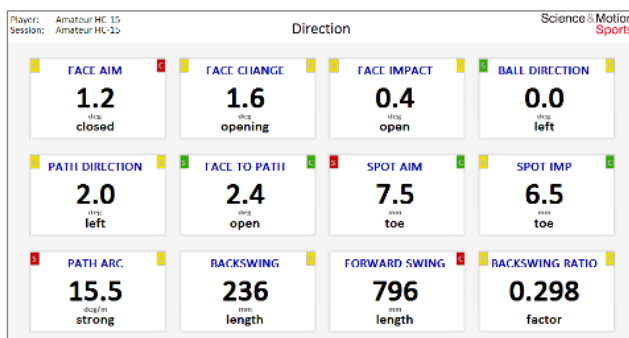 Player: Amateur HC-15
Session: Amateur HC-15
Direction
Science&Motion
Sports
FACE AIM C
1.2
deg
closed
FACE CHANGE
1.6
deg
opening
FACE IMPACT
0.4
deg
open
S BALL DIRECTION
0.0
deg
left
PATH DIRECTION
2.0
deg
left
S FACE TO PATH C
2.4
deg
open
S SPOT AIM C
7.5
mm
toe
SPOT IMP C
6.5
mm
toe
S PATH ARC
15.5
deg/m
strong
BACKSWING
236
mm
length
FORWARD SWING C
796
mm
length
BACKSWING RATIO
0.298
factor